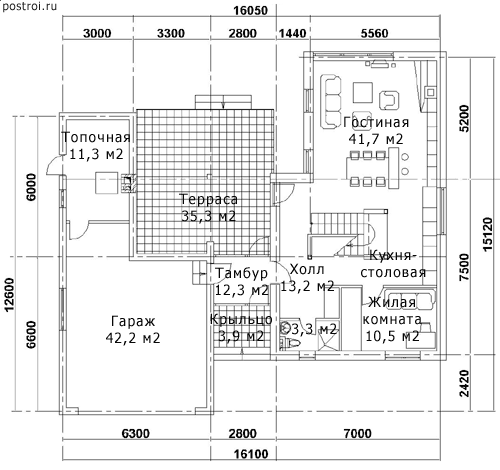 postroi.ru
16050
3000 3300 2800 1440 5560
Гостиная
41,7 м2
Топочная
11,3 м2
Терраса
35,3 м2
5200
6000
15120
7500
12600
6600
2420
Кухня-
столовая
Холл
13,2 м2
Тамбур
12,3 м2
Крыльцо
3,9 м2
3,3 м2
Жилая
комната
10,5 м2
Гараж
42,2 м2
6300 2800 7000
16100